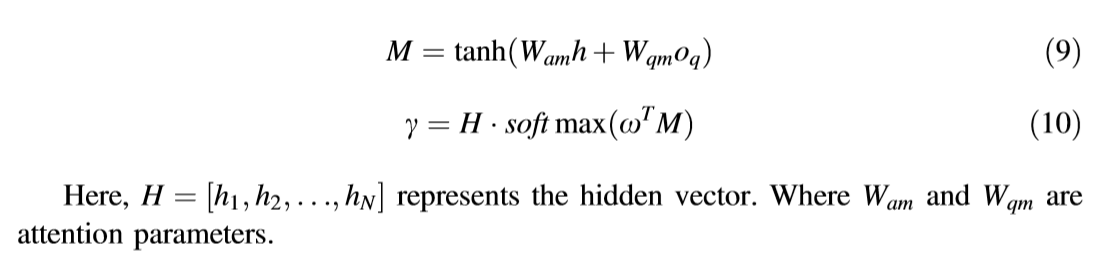 M = tanh(W_{am}h + W_{qm}o_q) (9)
γ = H · soft max(ω^T M) (10)
Here, H = [h_1, h_2, . . ., h_N] represents the hidden vector. Where W_{am} and W_{qm} are
attention parameters.